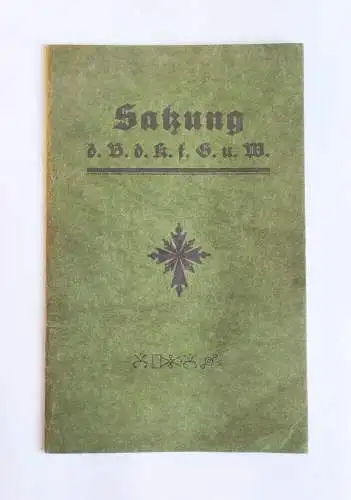 Satzung
d. B. d. K. f. G. u. W.